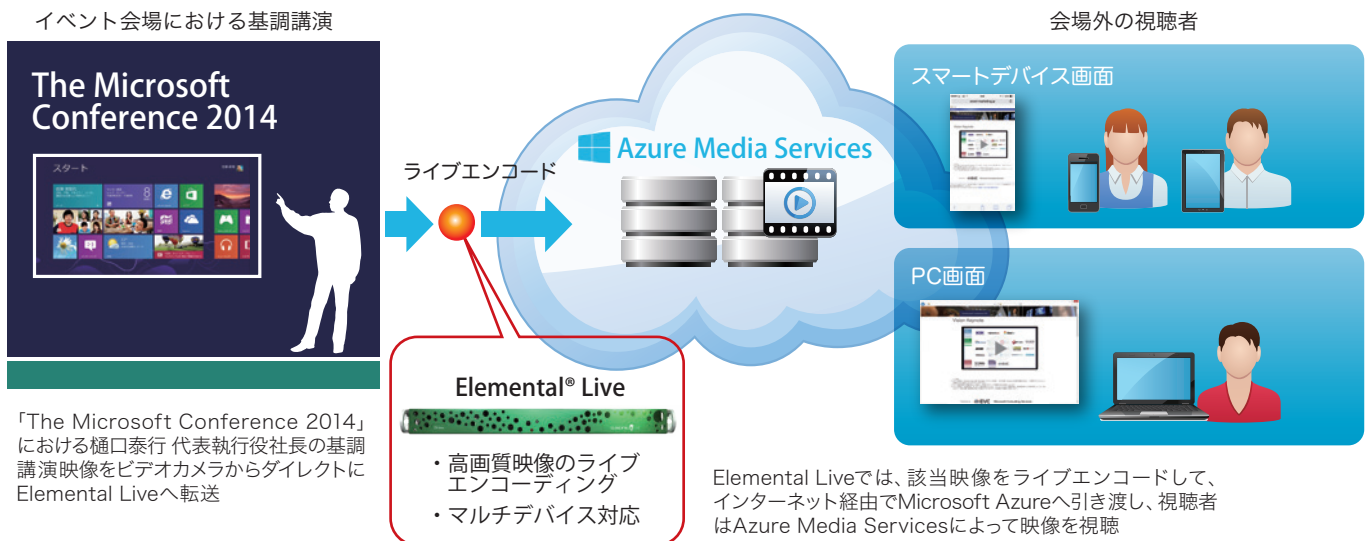 イベント会場における基調講演
The Microsoft
Conference 2014
スタート
ライブエンコード
Azure Media Services
会場外の視聴者
スマートデバイス画面
Vision Keynote
PC画面
Vision Keynote
Elemental® Live
・高画質映像のライブ
エンコーディング
・マルチデバイス対応
「The Microsoft Conference 2014」
における樋口泰行 代表執行役社長の基調
講演映像をビデオカメラからダイレクトに
Elemental Liveへ転送
Elemental Liveでは、該当映像をライブエンコードして、
インターネット経由でMicrosoft Azureへ引き渡し、視聴者
はAzure Media Servicesによって映像を視聴